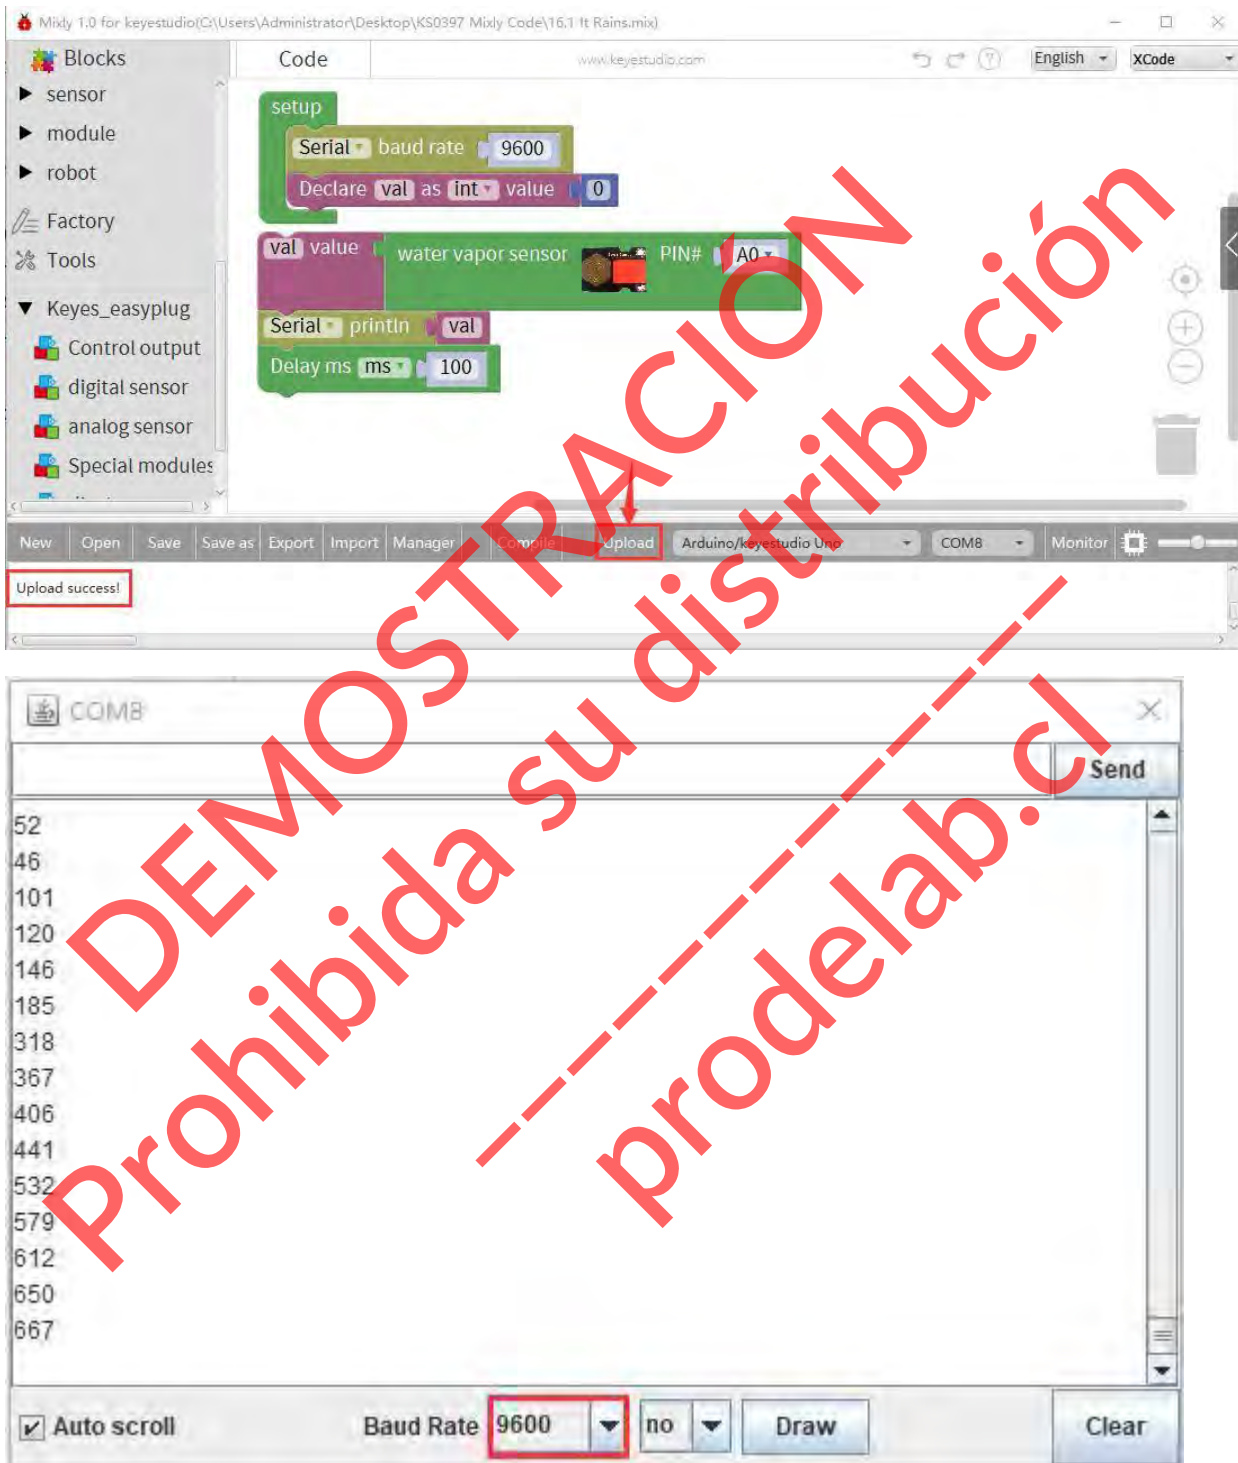 Mixly 1.0 for keyestudio(C:\Users\Administrator\Desktop\KS0397 Mixly Code\16.1 It Rains.mix)
Blocks
Code
www.keyestudio.com
English
XCode
sensor
module
robot
Factory
Tools
Keyes_easyplug
Control output
digital sensor
analog sensor
Special modules
setup
Serial baud rate 9600
Declare val as int value 0
val value water vapor sensor PIN# A0
Serial println val
Delay ms ms 100
New Open Save Save as Export Import Manager Compile Upload Arduino/keyestudio Uno COM8 Monitor
Upload success!
COM8
Send
52
46
101
120
146
185
318
367
406
441
532
579
612
650
667
Auto scroll Baud Rate 9600 no Draw Clear
DEMOSTRACIÓN
Prohibida su distribución
----------------
prodelab.cl